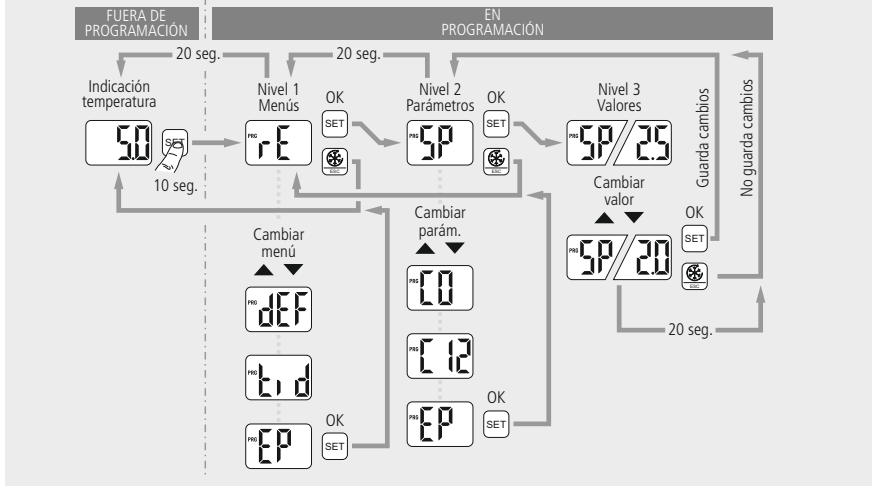 FUERA DE
PROGRAMACIÓN
EN
PROGRAMACIÓN
20 seg.
20 seg.
Indicación
temperatura
Nivel 1
Menús
OK
Nivel 2
Parámetros
OK
Nivel 3
Valores
5.0
SET
10 seg.
PRG
rE
SET
ESC
PRG
SP
SET
ESC
PRG
SP/2.5
Guarda cambios
No guarda cambios
Cambiar
valor
PRG
SP/2.0
OK
SET
ESC
20 seg.
Cambiar
menú
PRG
dEF
PRG
tid
PRG
EP
OK
SET
Cambiar
parám.
PRG
C0
PRG
C12
PRG
EP
OK
SET